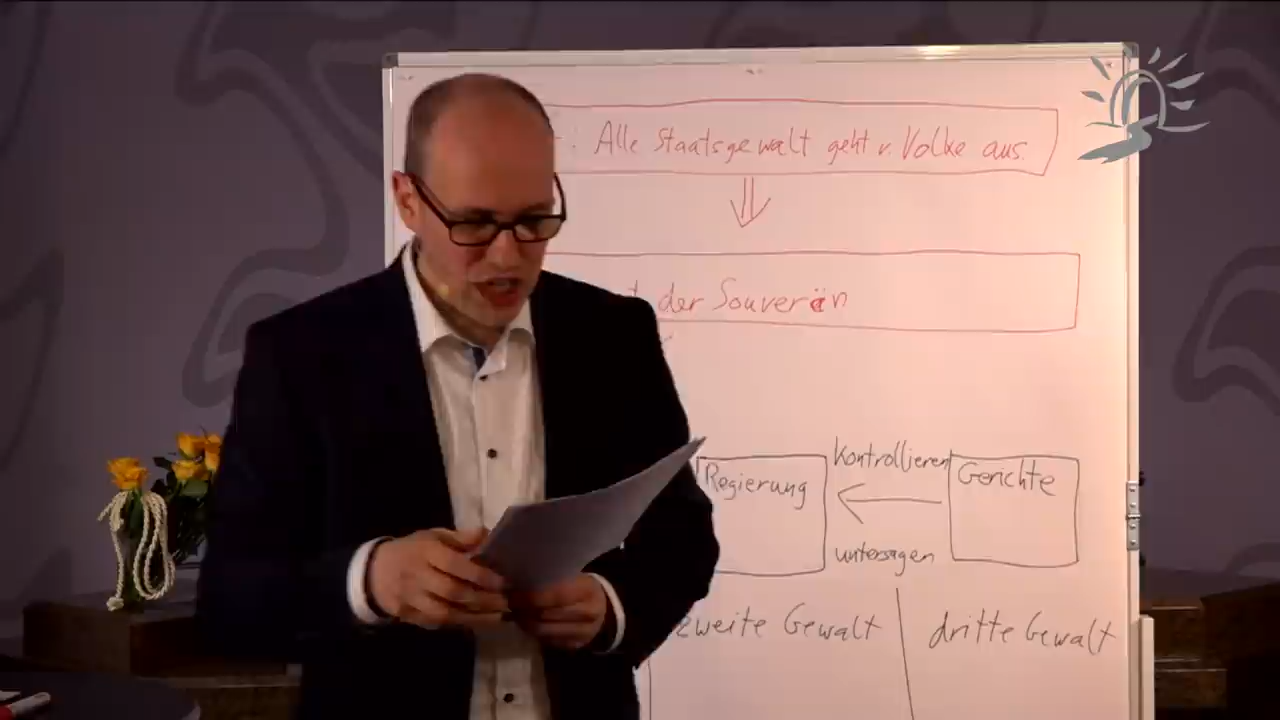 : Alle Staatsgewalt geht v. Volke aus.
der Souverän
Kontrollieren
Regierung
Gerichte
untersagen
zweite Gewalt
dritte Gewalt